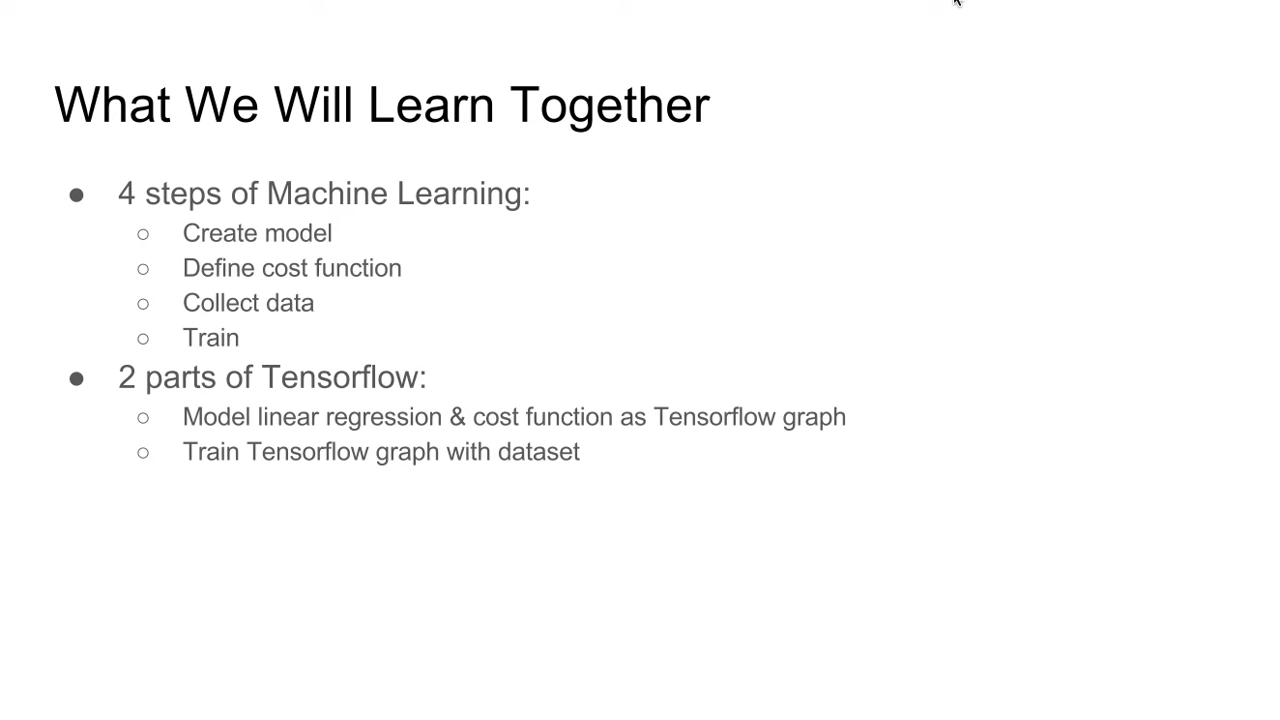 What We Will Learn Together
● 4 steps of Machine Learning:
○ Create model
○ Define cost function
○ Collect data
○ Train
● 2 parts of Tensorflow:
○ Model linear regression & cost function as Tensorflow graph
○ Train Tensorflow graph with dataset